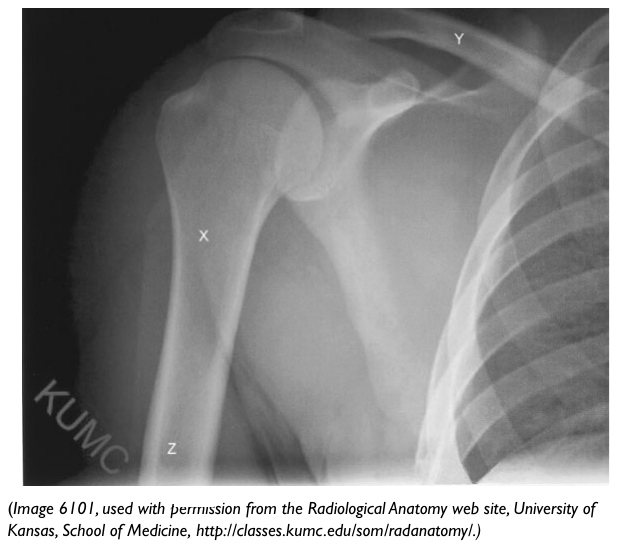 Y
X
KUMC
Z
(Image 6101, used with permission from the Radiological Anatomy web site, University of
Kansas, School of Medicine, http://classes.kumc.edu/som/radanatomy/.)